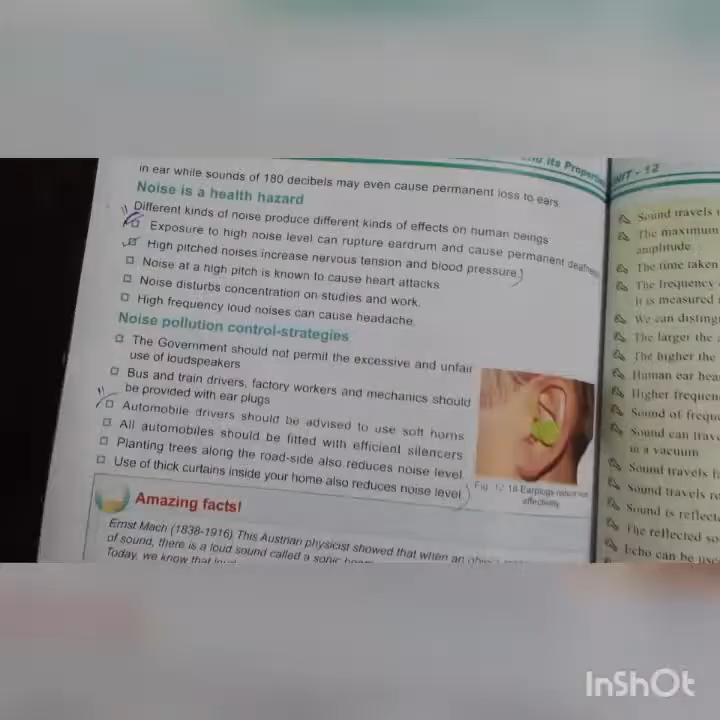 its Proper
in ear while sounds of 180 decibels may even cause permanent loss to ears.
Noise is a health hazard
Different kinds of noise produce different kinds of effects on human beings
Exposure to high noise level can rupture eardrum and cause permanent deafness
High pitched noises increase nervous tension and blood pressure
Noise at a high pitch is known to cause heart attacks
Noise disturbs concentration on studies and work.
High frequency loud noises can cause headache.
Noise pollution control-strategies
The Government should not permit the excessive and unfair
use of loudspeakers
Bus and train drivers, factory workers and mechanics should
be provided with ear plugs
Automobile drivers should be advised to use soft horns
All automobiles should be fitted with efficient silencers
Planting trees along the road-side also reduces noise level.
Use of thick curtains inside your home also reduces noise level
Fig. 12.18 Earplugs
effectively
Amazing facts!
Ernst Mach (1838-1916) This Austrian physicist showed that when an
of sound, there is a loud sound called a sonic
Today, we know that
- 12
Sound travels
The maximum
amplitude.
The time taken
The frequency
it is measured
We can disting
The larger the
The higher the
Human ear hea
Higher frequen
Sound of freque
Sound can trave
in a vacuum
Sound travels fa
Sound travels
Sound is reflect
The reflected so
Echo can be use
InShOt